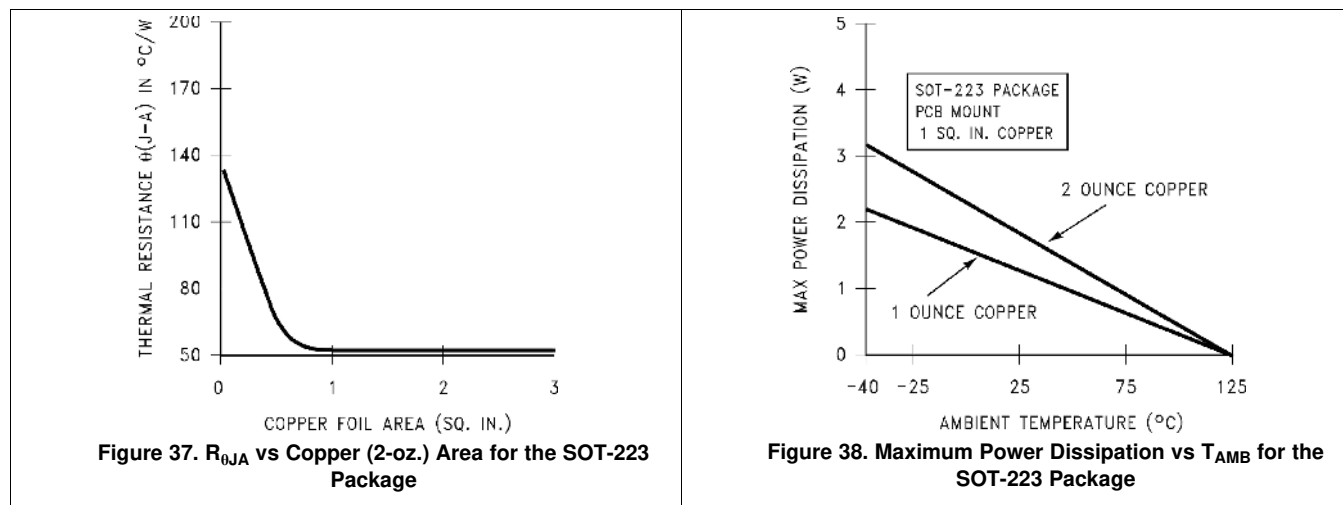 THERMAL RESISTANCE θ(J-A) IN °C/W
200
170
140
110
80
50
0 1 2 3
COPPER FOIL AREA (SQ. IN.)
Figure 37. RθJA vs Copper (2-oz.) Area for the SOT-223
Package
MAX POWER DISSIPATION (W)
5
4
3
2
1
0
SOT-223 PACKAGE
PCB MOUNT
1 SQ. IN. COPPER
2 OUNCE COPPER
1 OUNCE COPPER
-40 -25 25 75 125
AMBIENT TEMPERATURE (°C)
Figure 38. Maximum Power Dissipation vs TAMB for the
SOT-223 Package